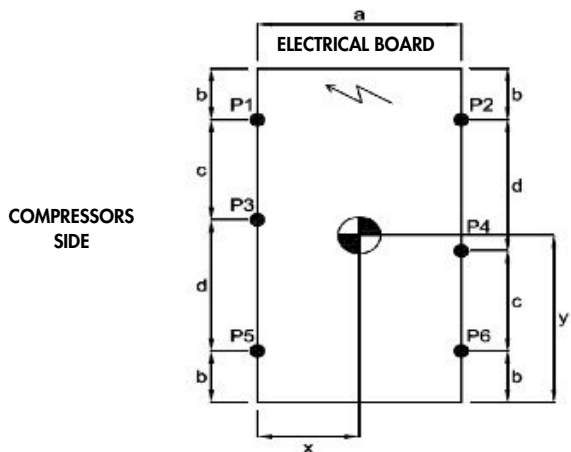 a
ELECTRICAL BOARD
b
b
P1
P2
c
d
COMPRESSORS
SIDE
P3
P4
d
c
y
P5
P6
b
b
x